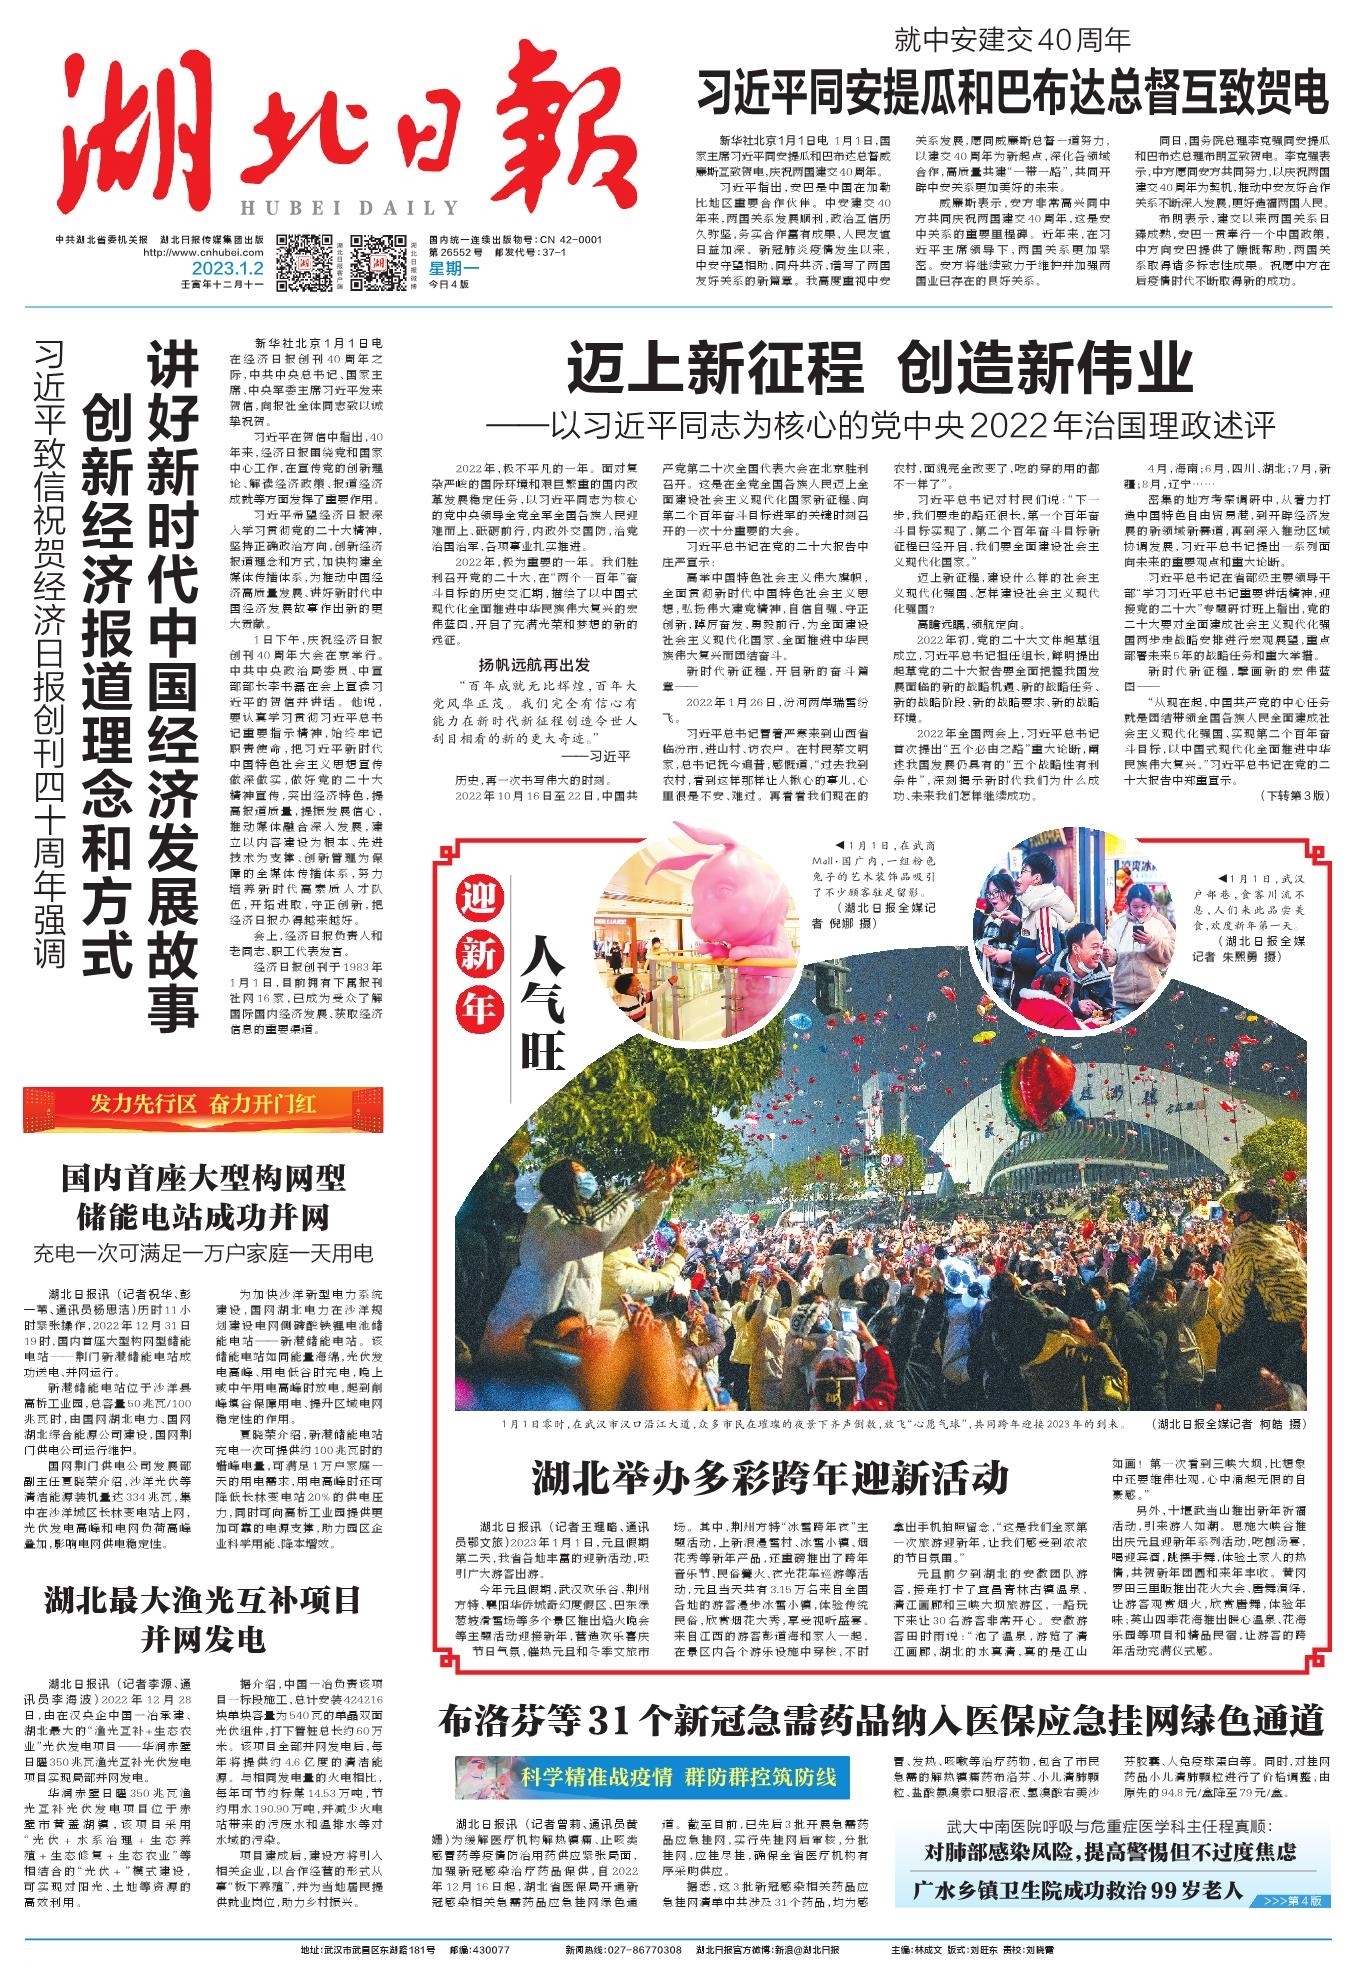 湖北日報
HUBEI DAILY
中共湖北省委机关报 湖北日报传媒集团出版
http://www.cnhubei.com
2023.1.2
壬寅年十二月十一
湖北日报客户端
湖北日报微博
国内统一连续出版物号:CN 42-0001
第26552号 邮发代号:37-1
星期一
今日4版
就中安建交40周年
习近平同安提瓜和巴布达总督互致贺电
新华社北京1月1日电 1月1日,国
家主席习近平同安提瓜和巴布达总督威
廉斯互致贺电,庆祝两国建交40周年。
习近平指出,安巴是中国在加勒
比地区重要合作伙伴。中安建交40
年来,两国关系发展顺利,政治互信历
久弥坚,务实合作富有成果,人民友谊
日益加深。新冠肺炎疫情发生以来,
中安守望相助、同舟共济,谱写了两国
友好关系的新篇章。我高度重视中安
关系发展,愿同威廉斯总督一道努力,
以建交40周年为新起点,深化各领域
合作,高质量共建“一带一路”,共同开
辟中安关系更加美好的未来。
威廉斯表示,安方非常高兴同中
方共同庆祝两国建交40周年,这是安
中关系的重要里程碑。近年来,在习
近平主席领导下,两国关系更加紧
密。安方将继续致力于维护并加强两
国业已存在的良好关系。
同日,国务院总理李克强同安提瓜
和巴布达总理布朗互致贺电。李克强表
示,中方愿同安方共同努力,以庆祝两国
建交40周年为契机,推动中安友好合作
关系不断深入发展,更好造福两国人民。
布朗表示,建交以来两国关系日
臻成熟,安巴一贯奉行一个中国政策,
中方向安巴提供了慷慨帮助,两国关
系取得诸多标志性成果。祝愿中方在
后疫情时代不断取得新的成功。
习近平致信祝贺经济日报创刊四十周年强调
讲好新时代中国经济发展故事
创新经济报道理念和方式
新华社北京1月1日电
在经济日报创刊40周年之
际,中共中央总书记、国家主
席、中央军委主席习近平发来
贺信,向报社全体同志致以诚
挚祝贺。
习近平在贺信中指出,40
年来,经济日报围绕党和国家
中心工作,在宣传党的创新理
论、解读经济政策、报道经济
成就等方面发挥了重要作用。
习近平希望经济日报深
入学习贯彻党的二十大精神,
坚持正确政治方向,创新经济
报道理念和方式,加快构建全
媒体传播体系,为推动中国经
济高质量发展、讲好新时代中
国经济发展故事作出新的更
大贡献。
1日下午,庆祝经济日报
创刊40周年大会在京举行。
中共中央政治局委员、中宣
部部长李书磊在会上宣读习
近平的贺信并讲话。他说,
要认真学习贯彻习近平总书
记重要指示精神,始终牢记
职责使命,把习近平新时代
中国特色社会主义思想宣传
做深做实,做好党的二十大
精神宣传,突出经济特色,提
高报道质量,提振发展信心,
推动媒体融合深入发展,建
立以内容建设为根本、先进
技术为支撑、创新管理为保
障的全媒体传播体系,努力
培养新时代高素质人才队
伍,开拓进取,守正创新,把
经济日报办得越来越好。
会上,经济日报负责人和
老同志、职工代表发言。
经济日报创刊于1983年
1月1日,目前拥有下属报刊
社网16家,已成为受众了解
国际国内经济发展、获取经济
信息的重要渠道。
迈上新征程 创造新伟业
——以习近平同志为核心的党中央2022年治国理政述评
2022年,极不平凡的一年。面对复
杂严峻的国际环境和艰巨繁重的国内改
革发展稳定任务,以习近平同志为核心
的党中央领导全党全军全国各族人民迎
难而上、砥砺前行,内政外交国防,治党
治国治军,各项事业扎实推进。
2022年,极为重要的一年。我们胜
利召开党的二十大,在“两个一百年”奋
斗目标的历史交汇期,描绘了以中国式
现代化全面推进中华民族伟大复兴的宏
伟蓝图,开启了充满光荣和梦想的新的
远征。
扬帆远航再出发
“百年成就无比辉煌,百年大
党风华正茂。我们完全有信心有
能力在新时代新征程创造令世人
刮目相看的新的更大奇迹。”
——习近平
历史,再一次书写伟大的时刻。
2022年10月16日至22日,中国共
产党第二十次全国代表大会在北京胜利
召开。这是在全党全国各族人民迈上全
面建设社会主义现代化国家新征程、向
第二个百年奋斗目标进军的关键时刻召
开的一次十分重要的大会。
习近平总书记在党的二十大报告中
庄严宣示:
高举中国特色社会主义伟大旗帜,
全面贯彻新时代中国特色社会主义思
想,弘扬伟大建党精神,自信自强、守正
创新,踔厉奋发、勇毅前行,为全面建设
社会主义现代化国家、全面推进中华民
族伟大复兴而团结奋斗。
新时代新征程,开启新的奋斗篇
章——
2022年1月26日,汾河两岸瑞雪纷
飞。
习近平总书记冒着严寒来到山西省
临汾市,进山村、访农户。在村民蔡文明
家,总书记抚今追昔,感慨道,“过去我到
农村,看到这样那样让人揪心的事儿,心
里很是不安、难过。再看看我们现在的
农村,面貌完全改变了,吃的穿的用的都
不一样了”。
习近平总书记对村民们说:“下一
步,我们要走的路还很长,第一个百年奋
斗目标实现了,第二个百年奋斗目标新
征程已经开启,我们要全面建设社会主
义现代化国家。”
迈上新征程,建设什么样的社会主
义现代化强国、怎样建设社会主义现代
化强国?
高瞻远瞩,领航定向。
2022年初,党的二十大文件起草组
成立,习近平总书记担任组长,鲜明提出
起草党的二十大报告要全面把握我国发
展面临的新的战略机遇、新的战略任务、
新的战略阶段、新的战略要求、新的战略
环境。
2022年全国两会上,习近平总书记
首次提出“五个必由之路”重大论断,阐
述我国发展仍具有的“五个战略性有利
条件”,深刻揭示新时代我们为什么成
功、未来我们怎样继续成功。
4月,海南;6月,四川、湖北;7月,新
疆;8月,辽宁……
密集的地方考察调研中,从着力打
造中国特色自由贸易港,到开辟经济发
展的新领域新赛道,再到深入推动区域
协调发展,习近平总书记提出一系列面
向未来的重要观点和重大论断。
习近平总书记在省部级主要领导干
部“学习习近平总书记重要讲话精神,迎
接党的二十大”专题研讨班上指出,党的
二十大要对全面建成社会主义现代化强
国两步走战略安排进行宏观展望,重点
部署未来5年的战略任务和重大举措。
新时代新征程,擘画新的宏伟蓝
图——
“从现在起,中国共产党的中心任务
就是团结带领全国各族人民全面建成社
会主义现代化强国、实现第二个百年奋
斗目标,以中国式现代化全面推进中华
民族伟大复兴。”习近平总书记在党的二
十大报告中郑重宣示。
(下转第3版)
迎新年
人气旺
◀1月1日,在武商
Mall·国广内,一组粉色
兔子的艺术装饰品吸引
了不少顾客驻足留影。
(湖北日报全媒记
者 倪娜 摄)
◀1月1日,武汉
户部巷,食客川流不
息,人们来此品尝美
食,欢度新年第一天。
(湖北日报全媒
记者 朱熙勇 摄)
1月1日零时,在武汉市汉口沿江大道,众多市民在璀璨的夜景下齐声倒数,放飞“心愿气球”,共同跨年迎接2023年的到来。 (湖北日报全媒记者 柯皓 摄)
发力先行区 奋力开门红
国内首座大型构网型
储能电站成功并网
充电一次可满足一万户家庭一天用电
湖北日报讯(记者祝华、彭
一苇、通讯员杨思洁)历时11小
时紧张操作,2022年12月31日
19时,国内首座大型构网型储能
电站——荆门新港储能电站成
功送电、并网运行。
新港储能电站位于沙洋县
高桥工业园,总容量50兆瓦/100
兆瓦时,由国网湖北电力、国网
湖北综合能源公司建设,国网荆
门供电公司运行维护。
国网荆门供电公司发展部
副主任夏晓荣介绍,沙洋光伏等
清洁能源装机量达334兆瓦,集
中在沙洋城区长林变电站上网,
光伏发电高峰和电网负荷高峰
叠加,影响电网供电稳定性。
为加快沙洋新型电力系统
建设,国网湖北电力在沙洋规
划建设电网侧磷酸铁锂电池储
能电站——新港储能电站。该
储能电站如同能量海绵,光伏发
电高峰、用电低谷时充电,晚上
或中午用电高峰时放电,起到削
峰填谷保障用电、提升区域电网
稳定性的作用。
夏晓荣介绍,新港储能电站
充电一次可提供约100兆瓦时的
错峰电量,可满足1万户家庭一
天的用电需求,用电高峰时还可
降低长林变电站20%的供电压
力,同时可向高桥工业园提供更
加可靠的电源支撑,助力园区企
业科学用能、降本增效。
湖北最大渔光互补项目
并网发电
湖北日报讯(记者李源、通
讯员李海波)2022年12月28
日,由在汉央企中国一冶承建、
湖北最大的“渔光互补+生态农
业”光伏发电项目——华润赤壁
日曜350兆瓦渔光互补光伏发电
项目实现局部并网发电。
华润赤壁日曜350兆瓦渔
光互补光伏发电项目位于赤
壁市黄盖湖镇,该项目采用
“光伏+水系治理+生态养
殖+生态修复+生态农业”等
相结合的“光伏+”模式建设,
可实现对阳光、土地等资源的
高效利用。
据介绍,中国一冶负责该项
目一标段施工,总计安装424216
块单块容量为540瓦的单晶双面
光伏组件,打下管桩总长约60万
米。该项目全部并网发电后,每
年将提供约4.6亿度的清洁能
源。与相同发电量的火电相比,
每年可节约标煤14.53万吨,节
约用水190.90万吨,并减少火电
站带来的污废水和温排水等对
水域的污染。
项目建成后,建设方将引入
相关企业,以合作经营的形式从
事“板下养殖”,并为当地居民提
供就业岗位,助力乡村振兴。
湖北举办多彩跨年迎新活动
湖北日报讯(记者王理略、通讯
员鄂文旅)2023年1月1日,元旦假期
第二天,我省各地丰富的迎新活动,吸
引广大游客出游。
今年元旦假期,武汉欢乐谷、荆州
方特、襄阳华侨城奇幻度假区、巴东绿
葱坡滑雪场等多个景区推出焰火晚会
等主题活动迎接新年,营造欢乐喜庆
节日气氛,催热元旦和冬季文旅市
场。其中,荆州方特“冰雪跨年夜”主
题活动,上新浪漫雪村、冰雪小镇、烟
花秀等新年产品,还重磅推出了跨年
音乐节、民俗篝火、夜光花车巡游等活
动,元旦当天共有3.15万名来自全国
各地的游客漫步冰雪小镇,体验传统
民俗,欣赏烟花大秀,享受视听盛宴。
来自江西的游客彭道海和家人一起,
在景区内各个游乐设施中穿梭,不时
拿出手机拍照留念,“这是我们全家第
一次旅游迎新年,让我们感受到浓浓
的节日氛围。”
元旦前夕到湖北的安徽团队游
客,接连打卡了宜昌青林古镇温泉、
清江画廊和三峡大坝旅游区,一路玩
下来让30名游客非常开心。安徽游
客田时雨说:“泡了温泉,游览了清
江画廊,湖北的水真清,真的是江山
如画!第一次看到三峡大坝,比想象
中还要雄伟壮观,心中涌起无限的自
豪感。”
另外,十堰武当山推出新年祈福
活动,引来游人如潮。恩施大峡谷推
出庆元旦迎新年系列活动,吃刨汤宴,
喝迎宾酒,跳摆手舞,体验土家人的热
情,共贺新年团圆和来年丰收。黄冈
罗田三里畈推出花火大会、唐舞演绎,
让游客观赏烟火,欣赏唐舞,体验年
味;英山四季花海推出暖心温泉、花海
乐园等项目和精品民宿,让游客的跨
年活动充满仪式感。
布洛芬等31个新冠急需药品纳入医保应急挂网绿色通道
科学精准战疫情 群防群控筑防线
湖北日报讯(记者曾莉、通讯员黄
姗)为缓解医疗机构解热镇痛、止咳类
感冒药等疫情防治用药供应紧张局面,
加强新冠感染治疗药品保供,自2022
年12月16日起,湖北省医保局开通新
冠感染相关急需药品应急挂网绿色通
道。截至目前,已先后3批开展急需药
品应急挂网,实行先挂网后审核,分批
挂网,应挂尽挂,确保全省医疗机构有
序采购供应。
据悉,这3批新冠感染相关药品应
急挂网清单中共涉及31个药品,均为感
冒、发热、咳嗽等治疗药物,包含了市民
急需的解热镇痛药布洛芬、小儿清肺颗
粒、盐酸氨溴索口服溶液、氢溴酸右美沙
芬胶囊、人免疫球蛋白等。同时,对挂网
药品小儿清肺颗粒进行了价格调整,由
原先的94.8元/盒降至79元/盒。
武大中南医院呼吸与危重症医学科主任程真顺:
对肺部感染风险,提高警惕但不过度焦虑
广水乡镇卫生院成功救治99岁老人
>>>第4版
地址:武汉市武昌区东湖路181号 邮编:430077 新闻热线:027-86770308 湖北日报官方微博:新浪@湖北日报 主编:林成文 版式:刘旺东 责校:刘晓霞